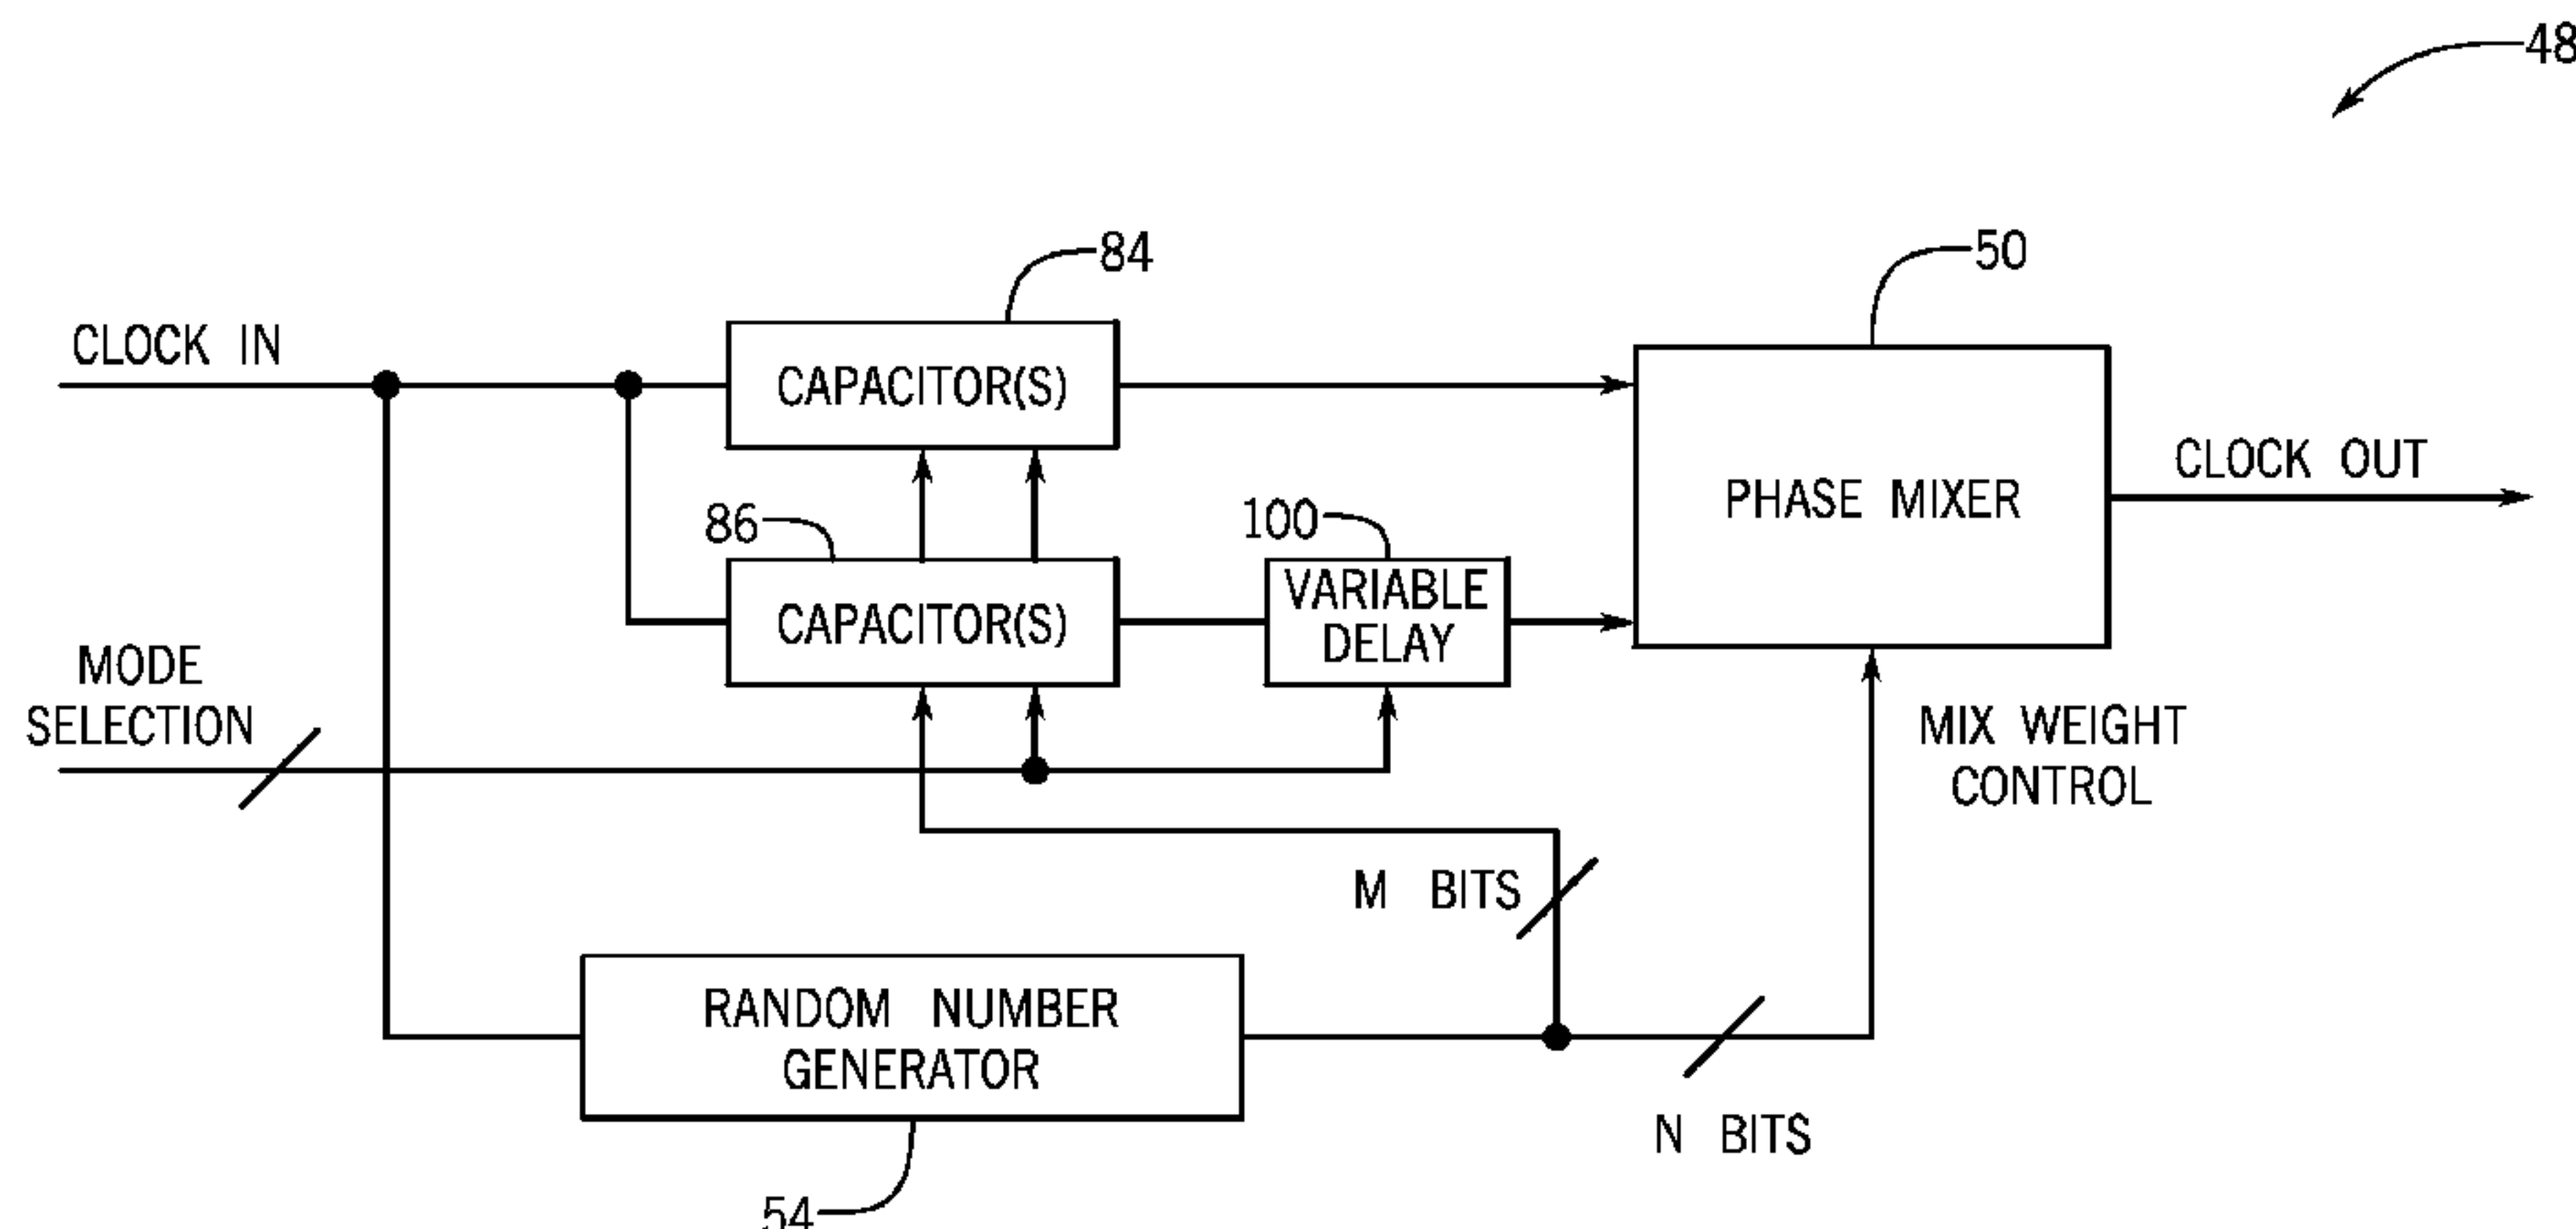 48
84
50
CLOCK IN
CAPACITOR(S)
CLOCK OUT
PHASE MIXER
86
100
VARIABLE
DELAY
CAPACITOR(S)
MODE
SELECTION
MIX WEIGHT
CONTROL
M BITS
RANDOM NUMBER
GENERATOR
N BITS
54